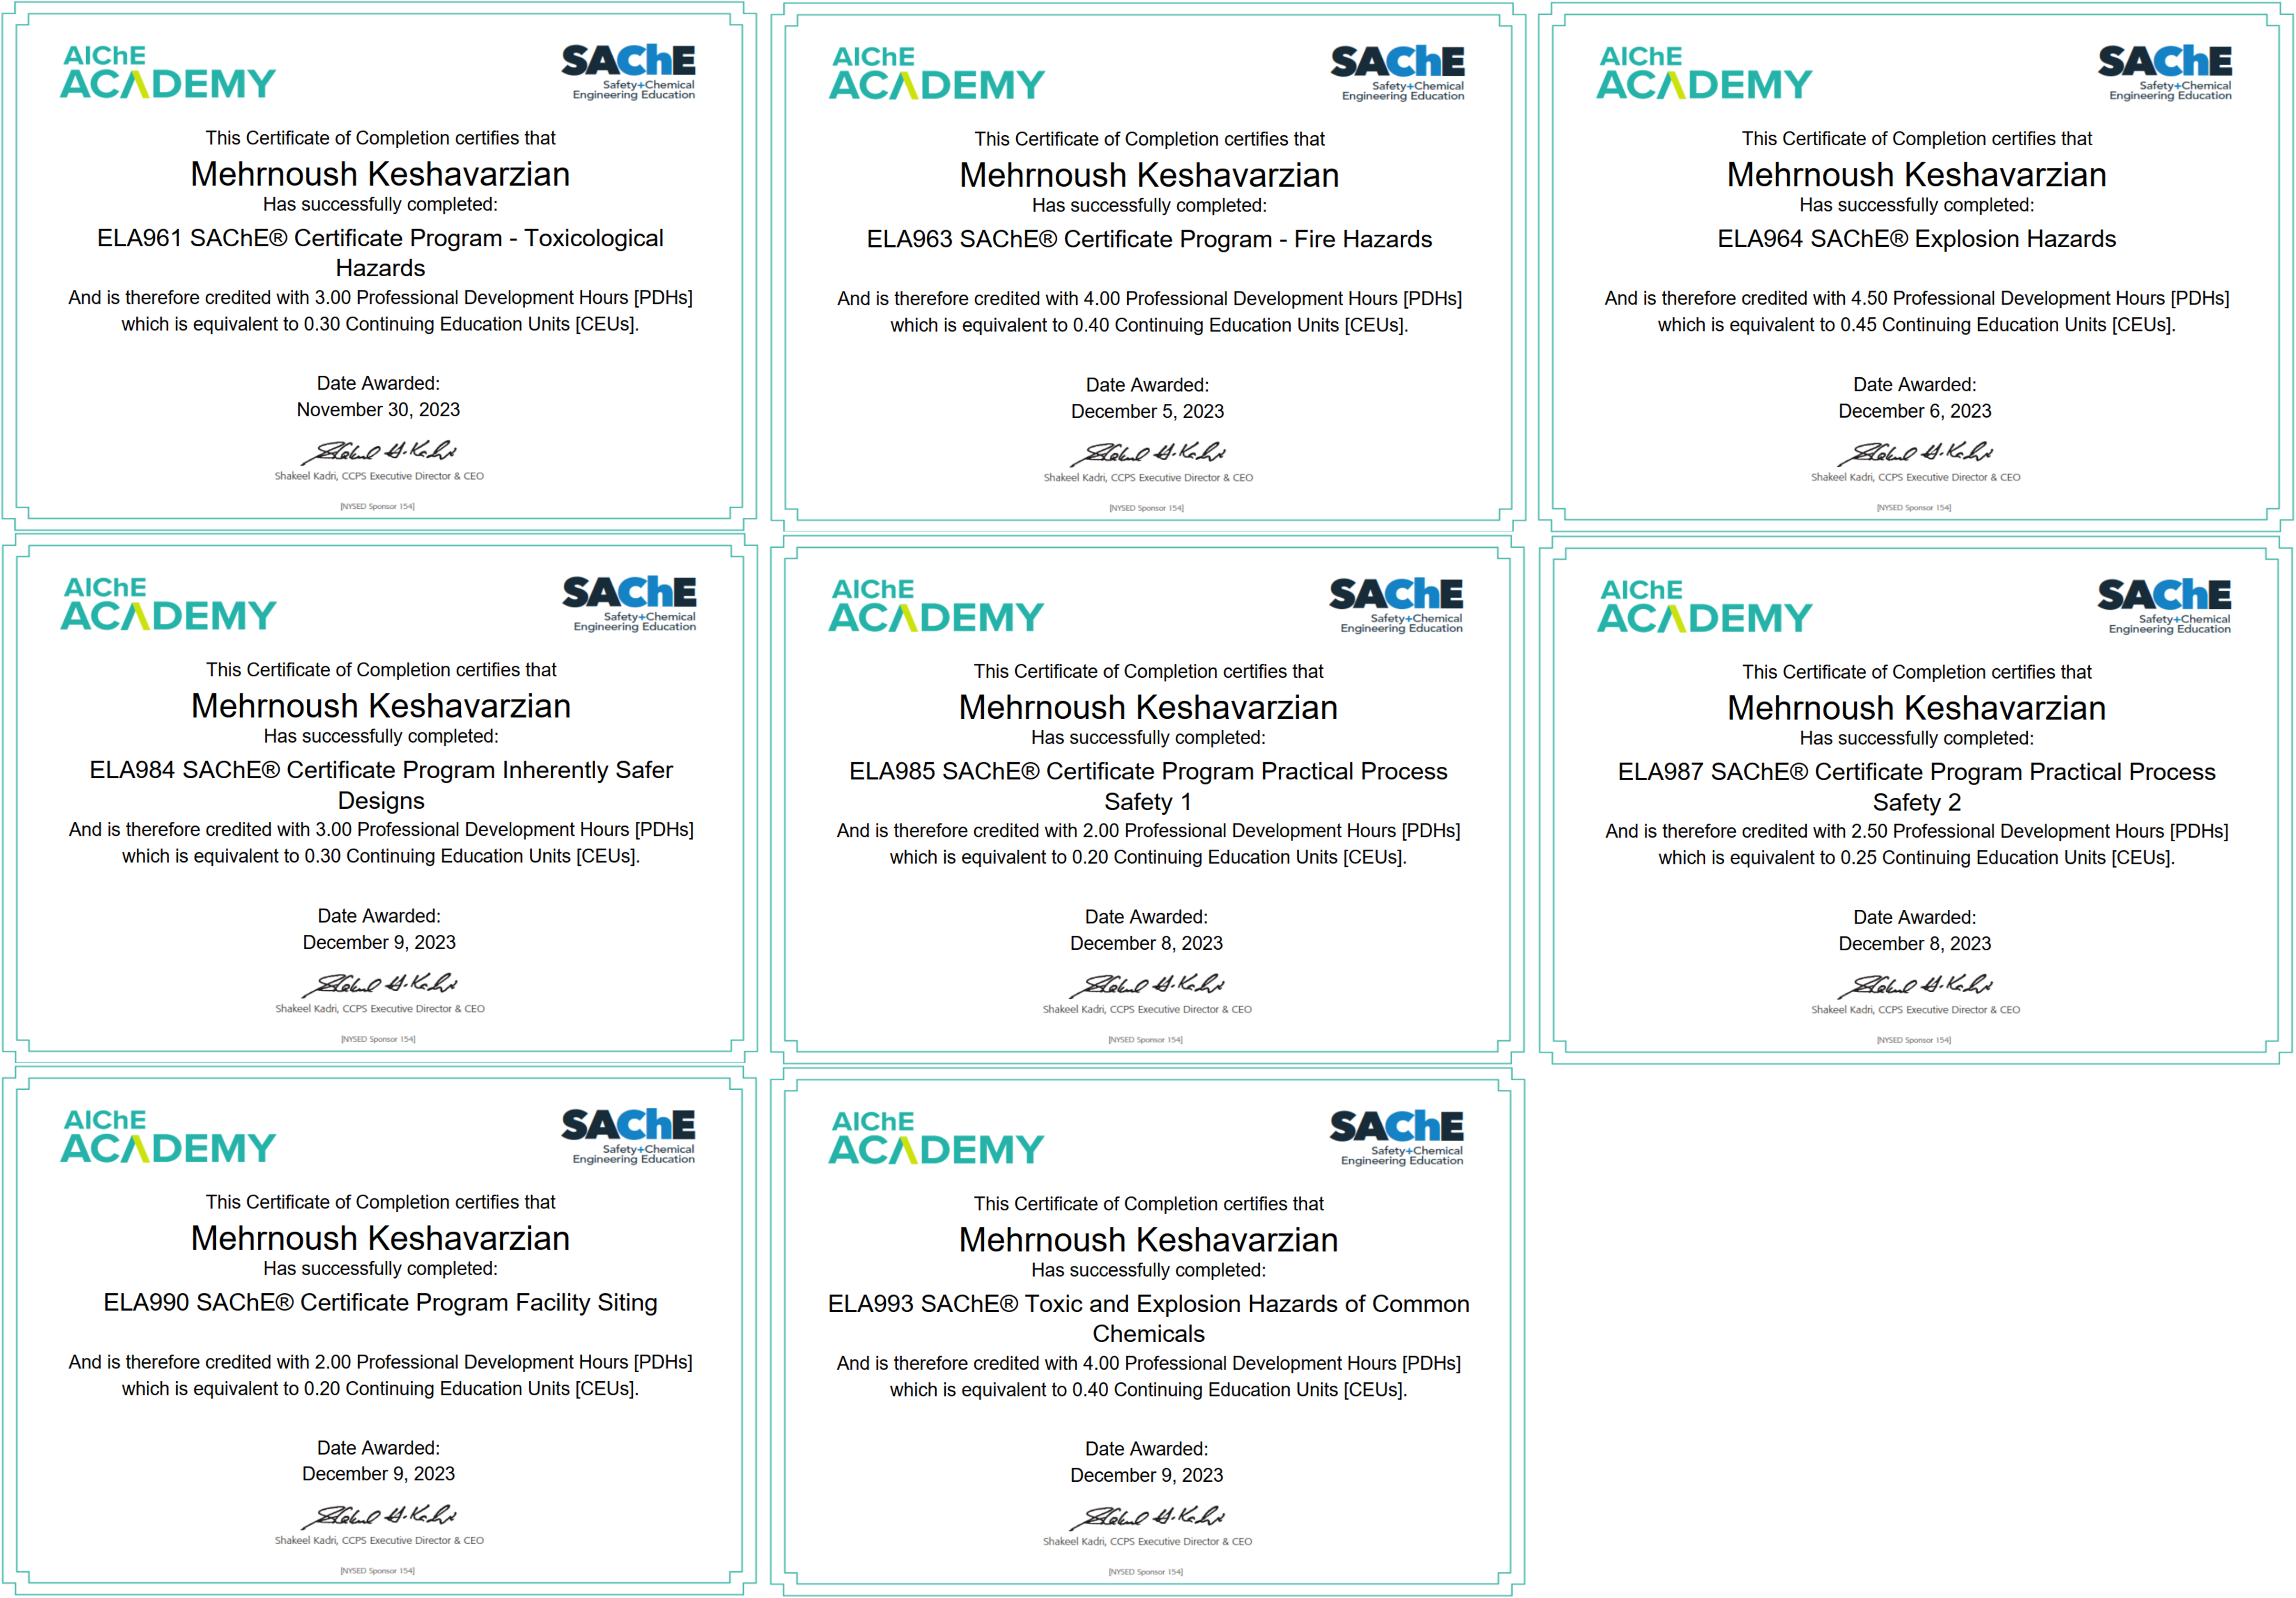 AIChE
ACADEMY
SAChE
Safety+Chemical
Engineering Education
This Certificate of Completion certifies that
Mehrnoush Keshavarzian
Has successfully completed:
ELA961 SAChE® Certificate Program - Toxicological
Hazards
And is therefore credited with 3.00 Professional Development Hours [PDHs]
which is equivalent to 0.30 Continuing Education Units [CEUs].
Date Awarded:
November 30, 2023
Shakeel Kadri, CCPS Executive Director & CEO
[NYSED Sponsor 154]
AIChE
ACADEMY
SAChE
Safety+Chemical
Engineering Education
This Certificate of Completion certifies that
Mehrnoush Keshavarzian
Has successfully completed:
ELA963 SAChE® Certificate Program - Fire Hazards
And is therefore credited with 4.00 Professional Development Hours [PDHs]
which is equivalent to 0.40 Continuing Education Units [CEUs].
Date Awarded:
December 5, 2023
Shakeel Kadri, CCPS Executive Director & CEO
[NYSED Sponsor 154]
AIChE
ACADEMY
SAChE
Safety+Chemical
Engineering Education
This Certificate of Completion certifies that
Mehrnoush Keshavarzian
Has successfully completed:
ELA964 SAChE® Explosion Hazards
And is therefore credited with 4.50 Professional Development Hours [PDHs]
which is equivalent to 0.45 Continuing Education Units [CEUs].
Date Awarded:
December 6, 2023
Shakeel Kadri, CCPS Executive Director & CEO
[NYSED Sponsor 154]
AIChE
ACADEMY
SAChE
Safety+Chemical
Engineering Education
This Certificate of Completion certifies that
Mehrnoush Keshavarzian
Has successfully completed:
ELA984 SAChE® Certificate Program Inherently Safer
Designs
And is therefore credited with 3.00 Professional Development Hours [PDHs]
which is equivalent to 0.30 Continuing Education Units [CEUs].
Date Awarded:
December 9, 2023
Shakeel Kadri, CCPS Executive Director & CEO
[NYSED Sponsor 154]
AIChE
ACADEMY
SAChE
Safety+Chemical
Engineering Education
This Certificate of Completion certifies that
Mehrnoush Keshavarzian
Has successfully completed:
ELA985 SAChE® Certificate Program Practical Process
Safety 1
And is therefore credited with 2.00 Professional Development Hours [PDHs]
which is equivalent to 0.20 Continuing Education Units [CEUs].
Date Awarded:
December 8, 2023
Shakeel Kadri, CCPS Executive Director & CEO
[NYSED Sponsor 154]
AIChE
ACADEMY
SAChE
Safety+Chemical
Engineering Education
This Certificate of Completion certifies that
Mehrnoush Keshavarzian
Has successfully completed:
ELA987 SAChE® Certificate Program Practical Process
Safety 2
And is therefore credited with 2.50 Professional Development Hours [PDHs]
which is equivalent to 0.25 Continuing Education Units [CEUs].
Date Awarded:
December 8, 2023
Shakeel Kadri, CCPS Executive Director & CEO
[NYSED Sponsor 154]
AIChE
ACADEMY
SAChE
Safety+Chemical
Engineering Education
This Certificate of Completion certifies that
Mehrnoush Keshavarzian
Has successfully completed:
ELA990 SAChE® Certificate Program Facility Siting
And is therefore credited with 2.00 Professional Development Hours [PDHs]
which is equivalent to 0.20 Continuing Education Units [CEUs].
Date Awarded:
December 9, 2023
Shakeel Kadri, CCPS Executive Director & CEO
[NYSED Sponsor 154]
AIChE
ACADEMY
SAChE
Safety+Chemical
Engineering Education
This Certificate of Completion certifies that
Mehrnoush Keshavarzian
Has successfully completed:
ELA993 SAChE® Toxic and Explosion Hazards of Common
Chemicals
And is therefore credited with 4.00 Professional Development Hours [PDHs]
which is equivalent to 0.40 Continuing Education Units [CEUs].
Date Awarded:
December 9, 2023
Shakeel Kadri, CCPS Executive Director & CEO
[NYSED Sponsor 154]